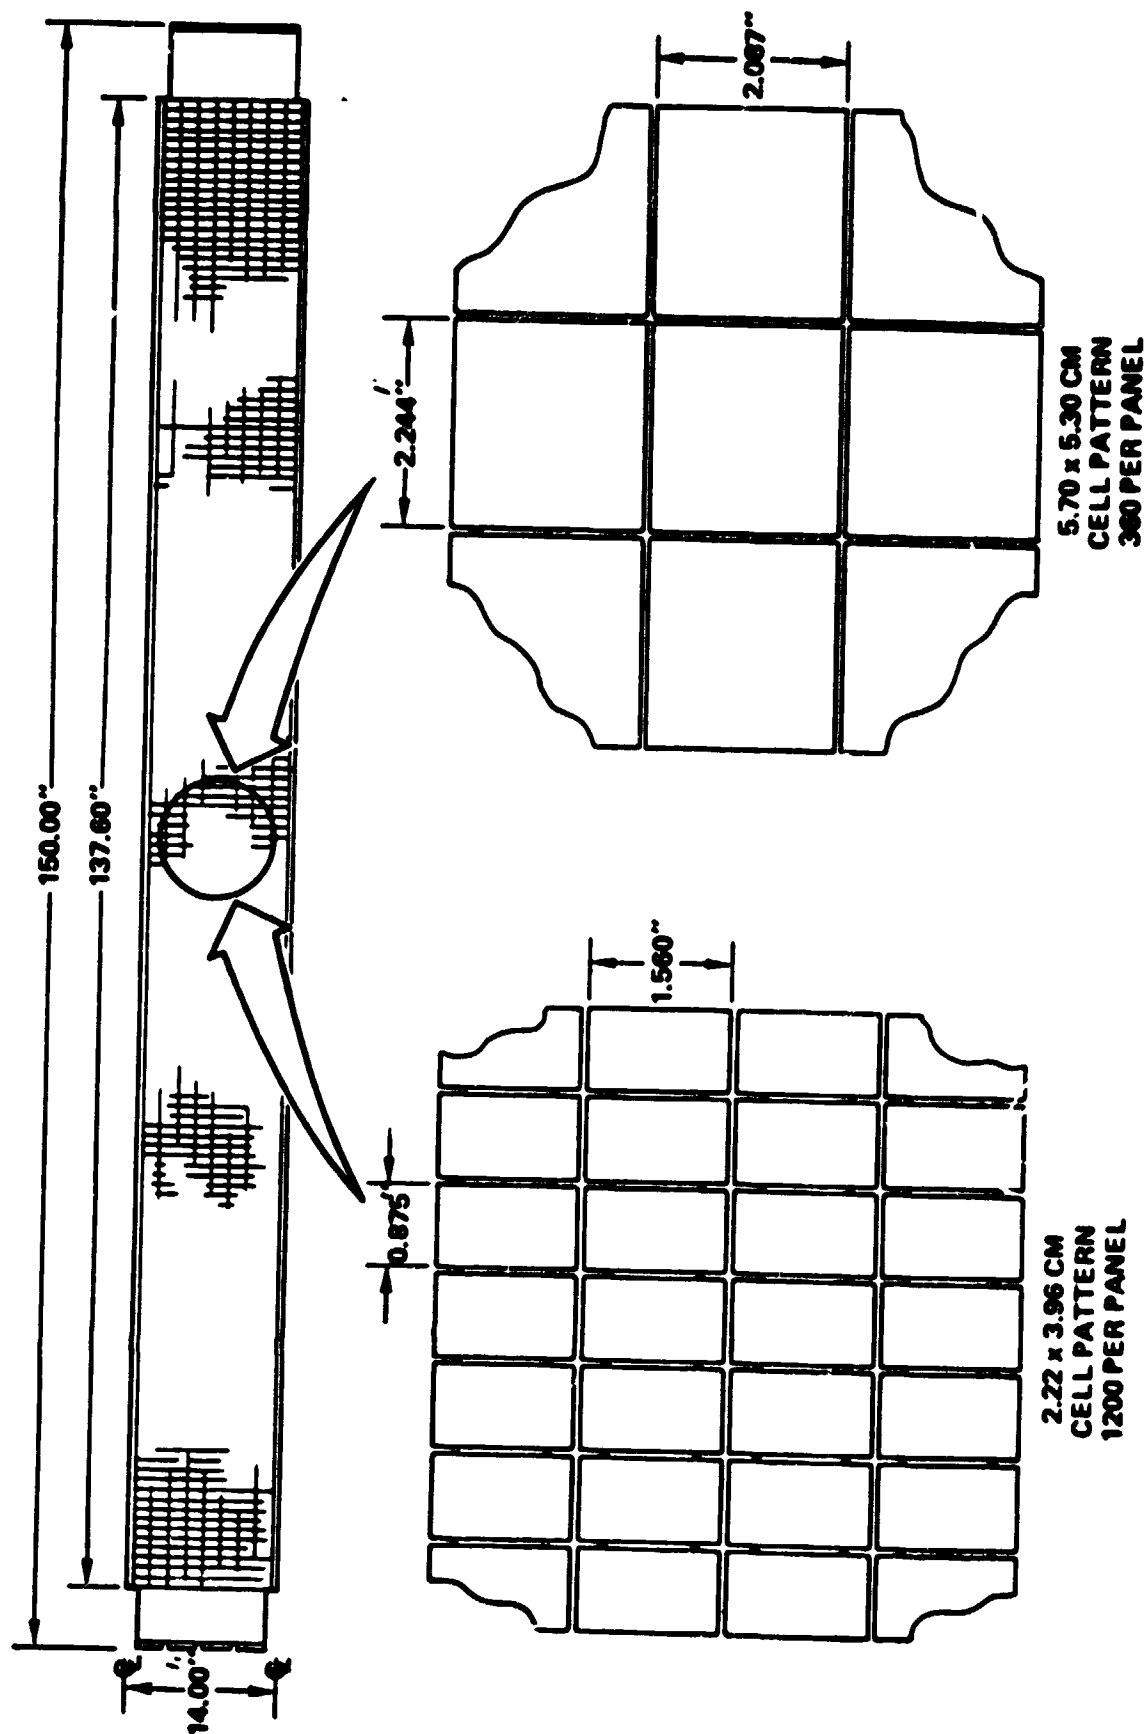 150.00"
137.60"
℄
14.00"
℄
0.875"
1.560"
2.244"
2.087"
2.22 x 3.96 CM
CELL PATTERN
1200 PER PANEL
5.70 x 5.30 CM
CELL PATTERN
360 PER PANEL